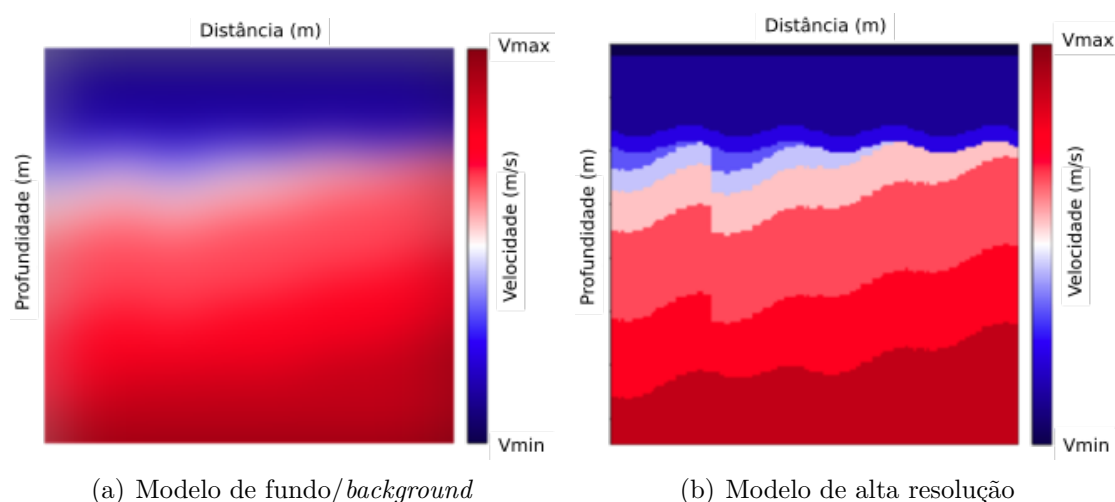 Distância (m)
Profundidade (m)
Vmax
Velocidade (m/s)
Vmin
(a) Modelo de fundo/background
Distância (m)
Profundidade (m)
Vmax
Velocidade (m/s)
Vmin
(b) Modelo de alta resolução